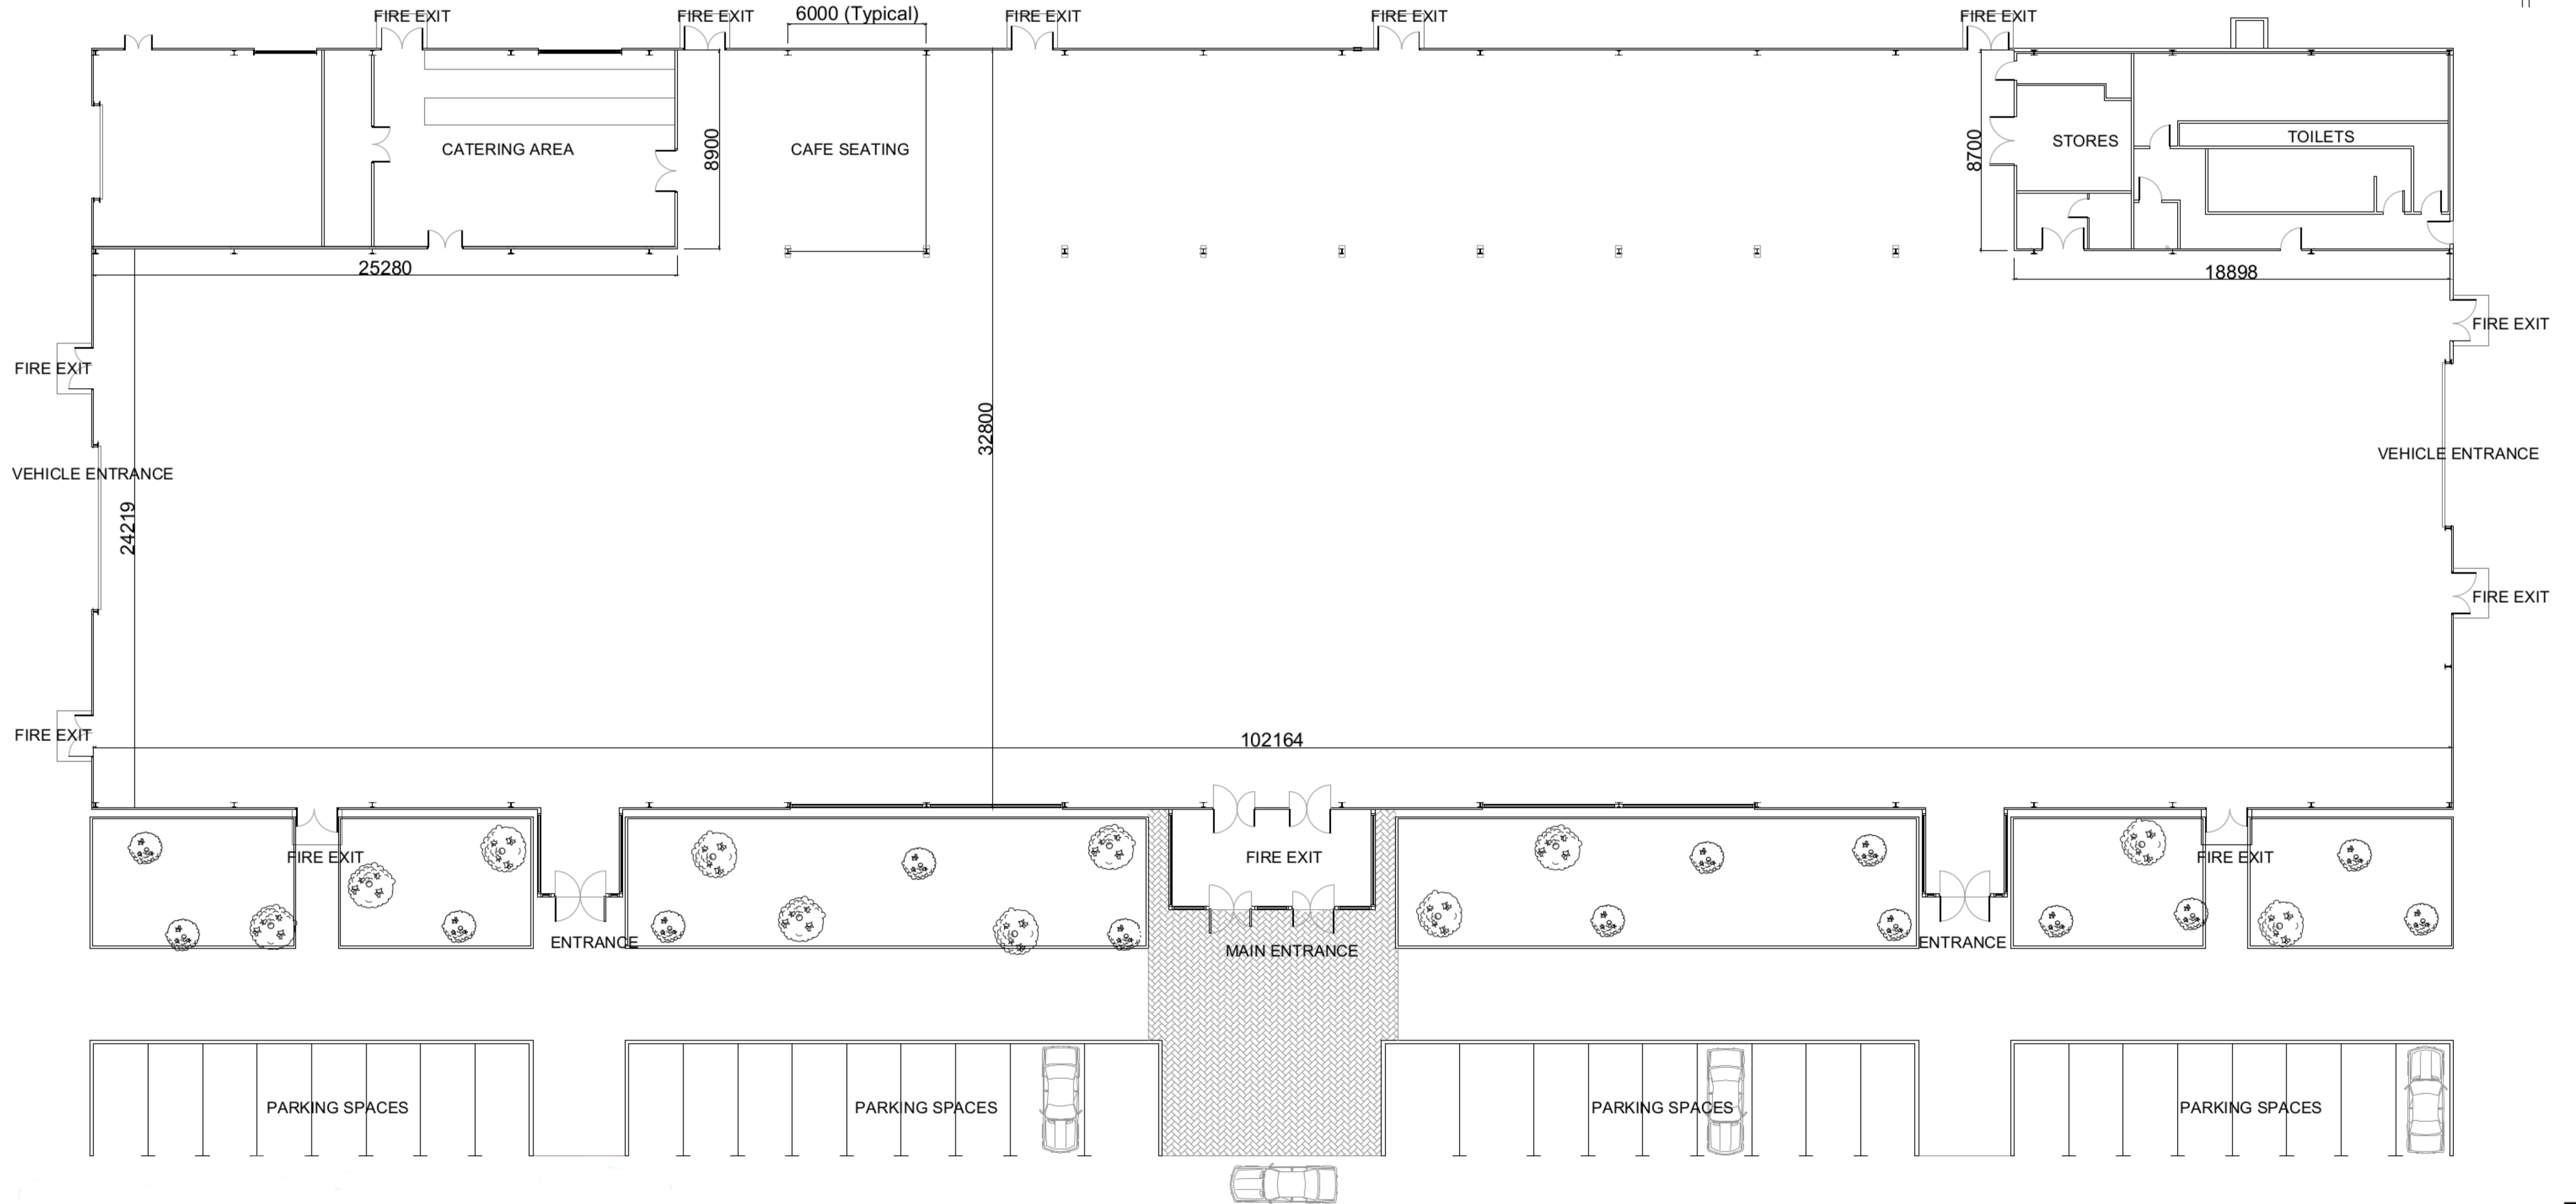 FIRE EXIT
FIRE EXIT
6000 (Typical)
FIRE EXIT
FIRE EXIT
FIRE EXIT
CATERING AREA
8900
CAFE SEATING
8700
STORES
TOILETS
25280
18898
FIRE EXIT
FIRE EXIT
32800
VEHICLE ENTRANCE
VEHICLE ENTRANCE
24219
FIRE EXIT
FIRE EXIT
102164
FIRE EXIT
FIRE EXIT
FIRE EXIT
ENTRANCE
MAIN ENTRANCE
ENTRANCE
PARKING SPACES
PARKING SPACES
PARKING SPACES
PARKING SPACES